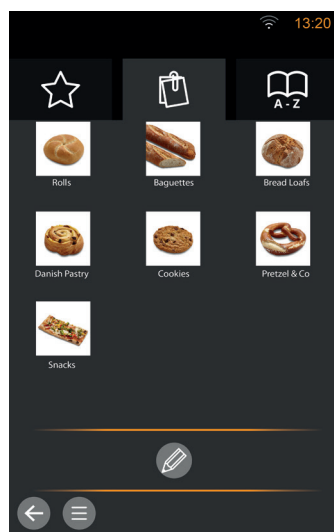 13:20
A - Z
Rolls
Baguettes
Bread Loafs
Danish Pastry
Cookies
Pretzel & Co
Snacks